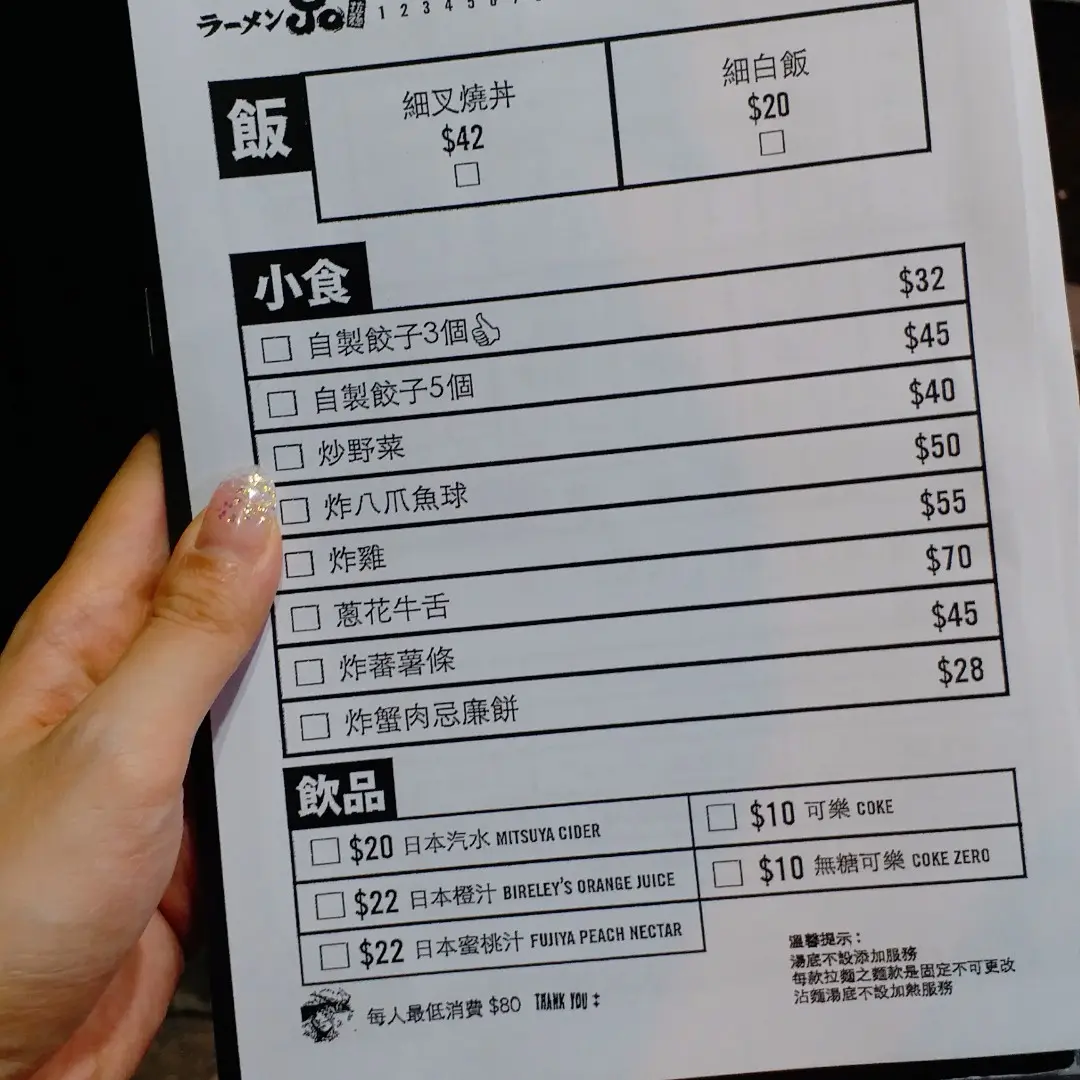 ラーメン
1 2 3 4 5 6 7
飯
細叉燒丼
$42
細白飯
$20
小食
自製餃子3個 $32
自製餃子5個 $45
炒野菜 $40
炸八爪魚球 $50
炸雞 $55
蔥花牛舌 $70
炸蕃薯條 $45
炸蟹肉忌廉餅 $28
飲品
$20 日本汽水 MITSUYA CIDER
$10 可樂 COKE
$22 日本橙汁 BIRELEY'S ORANGE JUICE
$10 無糖可樂 COKE ZERO
$22 日本蜜桃汁 FUJIYA PEACH NECTAR
每人最低消費 $80 THANK YOU ‡
溫馨提示：
湯底不設添加服務
每款拉麵之麵款是固定不可更改
沾麵湯底不設加熱服務